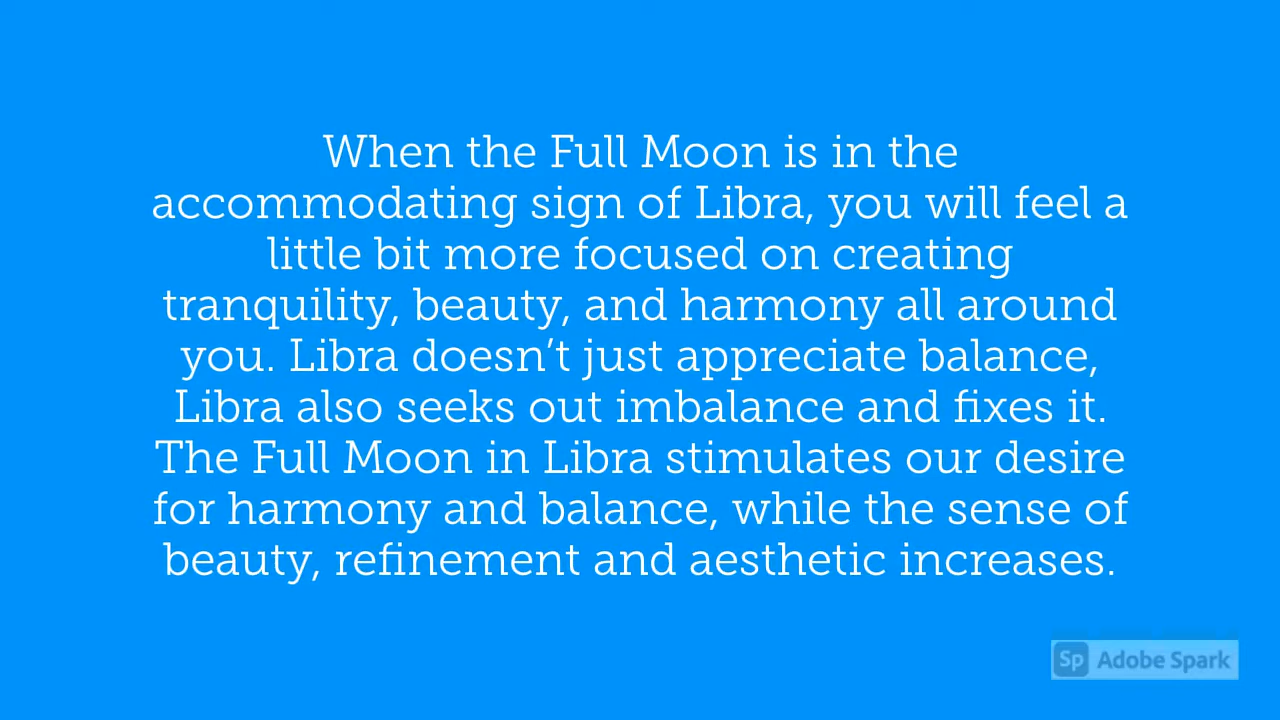 When the Full Moon is in the
accommodating sign of Libra, you will feel a
little bit more focused on creating
tranquility, beauty, and harmony all around
you. Libra doesn’t just appreciate balance,
Libra also seeks out imbalance and fixes it.
The Full Moon in Libra stimulates our desire
for harmony and balance, while the sense of
beauty, refinement and aesthetic increases.
Sp Adobe Spark